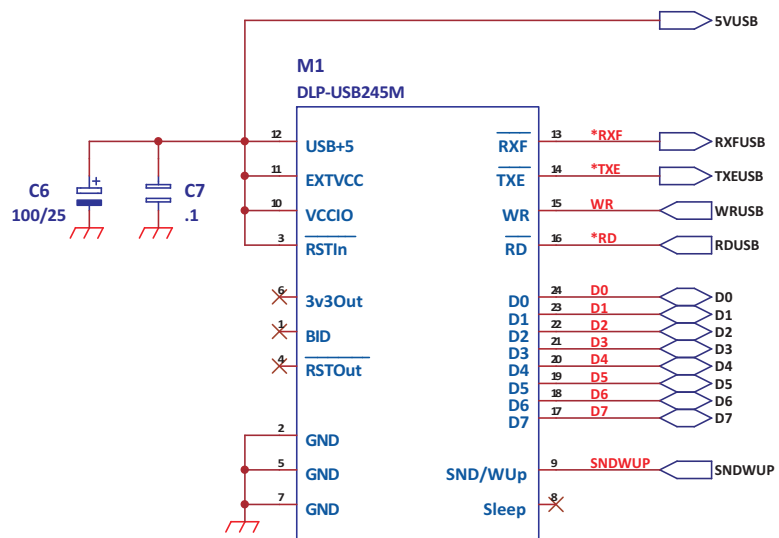 5VUSB
M1
DLP-USB245M
12 USB+5
11 EXTVCC
10 VCCIO
3 RSTIn
6 3v3Out
1 BID
4 RSTOut
2 GND
5 GND
7 GND
C6
100/25
+
C7
.1
RXF 13 *RXF RXFUSB
TXE 14 *TXE TXEUSB
WR 15 WR WRUSB
RD 16 *RD RDUSB
D0 24 D0 D0
D1 23 D1 D1
D2 22 D2 D2
D3 21 D3 D3
D4 20 D4 D4
D5 19 D5 D5
D6 18 D6 D6
D7 17 D7 D7
SND/WUp 9 SNDWUP SNDWUP
Sleep 8